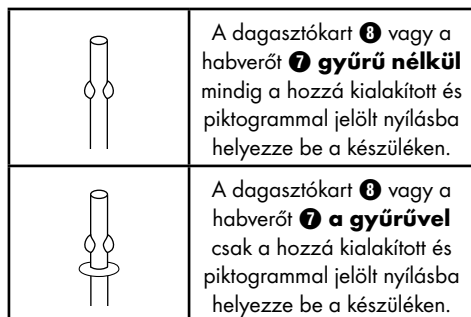 A dagasztókart ❽ vagy a
habverőt ❼ gyűrű nélkül
mindig a hozzá kialakított és
piktogrammal jelölt nyílásba
helyezze be a készüléken.
A dagasztókart ❽ vagy a
habverőt ❼ a gyűrűvel
csak a hozzá kialakított és
piktogrammal jelölt nyílásba
helyezze be a készüléken.